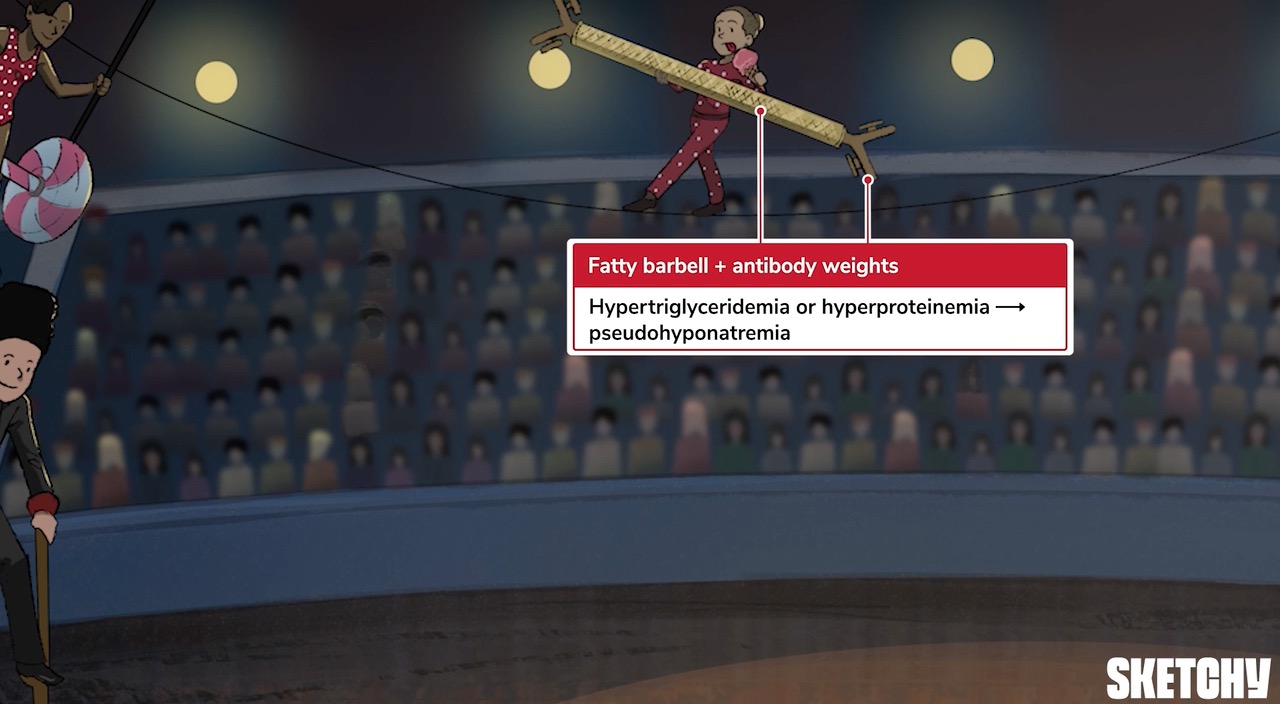 Fatty barbell + antibody weights
Hypertriglyceridemia or hyperproteinemia ⟶
pseudohyponatremia
SKETCHY